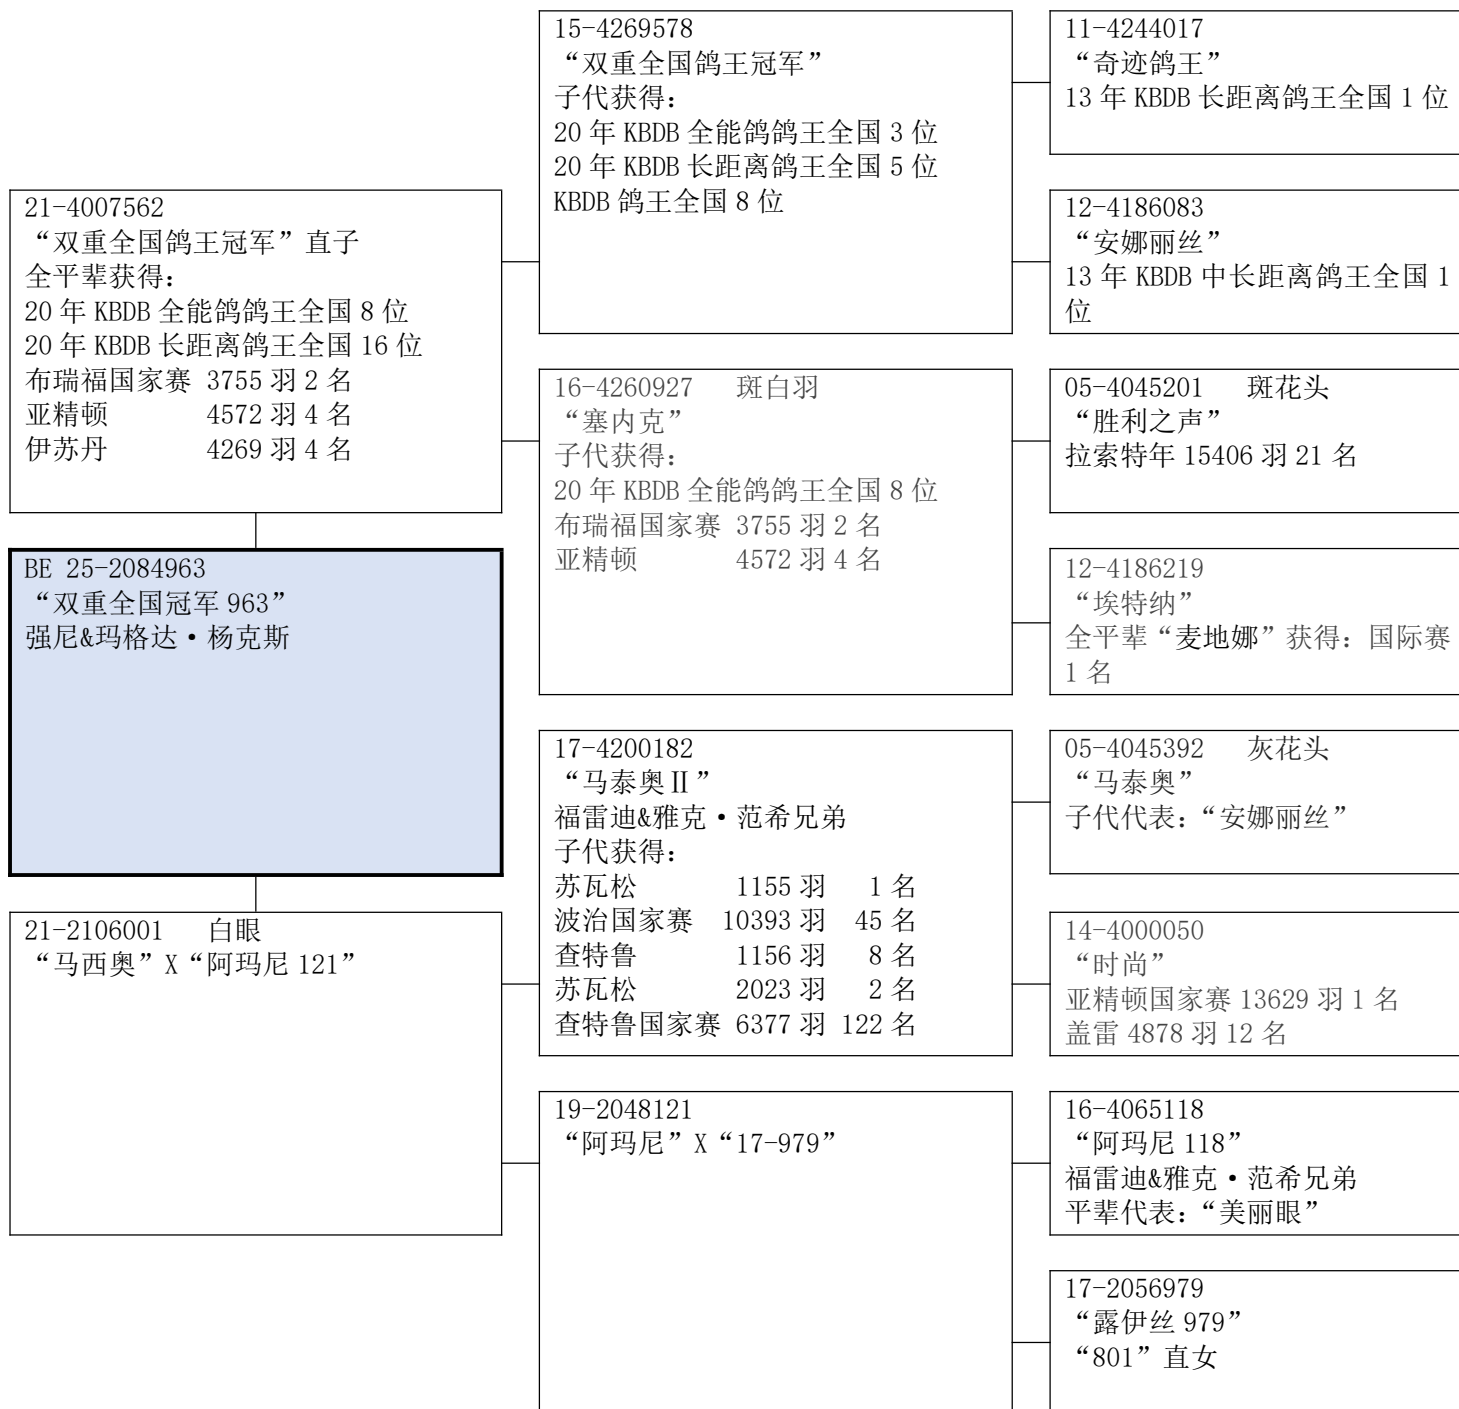 21-4007562
“双重全国鸽王冠军”直子
全平辈获得：
20 年 KBDB 全能鸽鸽王全国 8 位
20 年 KBDB 长距离鸽王全国 16 位
布瑞福国家赛 3755 羽 2 名
亚精顿 4572 羽 4 名
伊苏丹 4269 羽 4 名
BE 25-2084963
“双重全国冠军 963”
强尼&玛格达·杨克斯
21-2106001 白眼
“马西奥”X“阿玛尼 121”
15-4269578
“双重全国鸽王冠军”
子代获得：
20 年 KBDB 全能鸽鸽王全国 3 位
20 年 KBDB 长距离鸽王全国 5 位
KBDB 鸽王全国 8 位
16-4260927 斑白羽
“塞内克”
子代获得：
20 年 KBDB 全能鸽鸽王全国 8 位
布瑞福国家赛 3755 羽 2 名
亚精顿 4572 羽 4 名
17-4200182
“马泰奥Ⅱ”
福雷迪&雅克·范希兄弟
子代获得：
苏瓦松 1155 羽 1 名
波治国家赛 10393 羽 45 名
查特鲁 1156 羽 8 名
苏瓦松 2023 羽 2 名
查特鲁国家赛 6377 羽 122 名
19-2048121
“阿玛尼”X“17-979”
11-4244017
“奇迹鸽王”
13 年 KBDB 长距离鸽王全国 1 位
12-4186083
“安娜丽丝”
13 年 KBDB 中长距离鸽王全国 1
位
05-4045201 斑花头
“胜利之声”
拉索特年 15406 羽 21 名
12-4186219
“埃特纳”
全平辈“麦地娜”获得：国际赛
1 名
05-4045392 灰花头
“马泰奥”
子代代表：“安娜丽丝”
14-4000050
“时尚”
亚精顿国家赛 13629 羽 1 名
盖雷 4878 羽 12 名
16-4065118
“阿玛尼 118”
福雷迪&雅克·范希兄弟
平辈代表：“美丽眼”
17-2056979
“露伊丝 979”
“801”直女